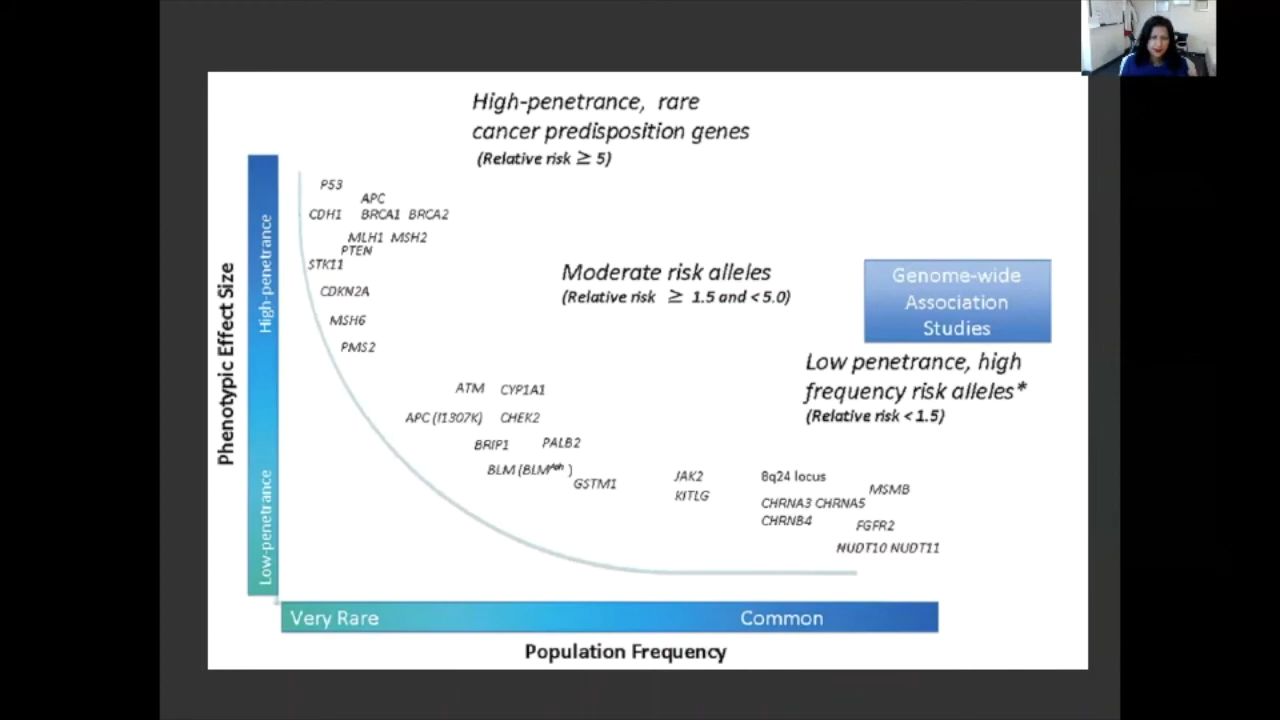 High-penetrance, rare
cancer predisposition genes
(Relative risk ≥ 5)
P53
APC
CDH1 BRCA1 BRCA2
MLH1 MSH2
PTEN
STK11
CDKN2A
MSH6
PMS2
Moderate risk alleles
(Relative risk ≥ 1.5 and < 5.0)
Genome-wide
Association
Studies
Low penetrance, high
frequency risk alleles*
(Relative risk < 1.5)
ATM CYP1A1
APC (I1307K) CHEK2
BRIP1 PALB2
BLM (BLMᴬˢʰ )
GSTM1
JAK2
KITLG
8q24 locus
MSMB
CHRNA3 CHRNA5
CHRNB4
FGFR2
NUDT10 NUDT11
Phenotypic Effect Size
High-penetrance
Low-penetrance
Very Rare
Common
Population Frequency